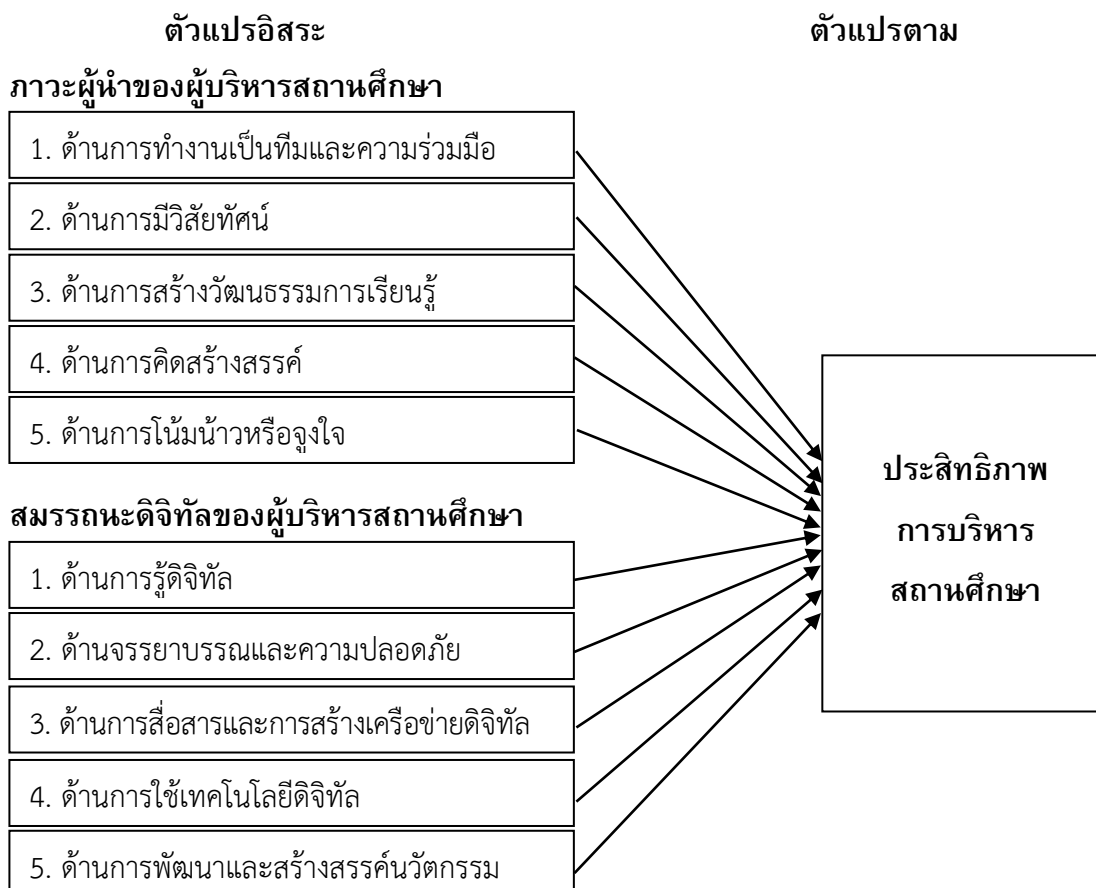 ตัวแปรอิสระ
ตัวแปรตาม
ภาวะผู้นำของผู้บริหารสถานศึกษา
1. ด้านการทำงานเป็นทีมและความร่วมมือ
2. ด้านการมีวิสัยทัศน์
3. ด้านการสร้างวัฒนธรรมการเรียนรู้
4. ด้านการคิดสร้างสรรค์
5. ด้านการโน้มน้าวหรือจูงใจ
สมรรถนะดิจิทัลของผู้บริหารสถานศึกษา
1. ด้านการรู้ดิจิทัล
2. ด้านจรรยาบรรณและความปลอดภัย
3. ด้านการสื่อสารและการสร้างเครือข่ายดิจิทัล
4. ด้านการใช้เทคโนโลยีดิจิทัล
5. ด้านการพัฒนาและสร้างสรรค์นวัตกรรม
ประสิทธิภาพ
การบริหาร
สถานศึกษา